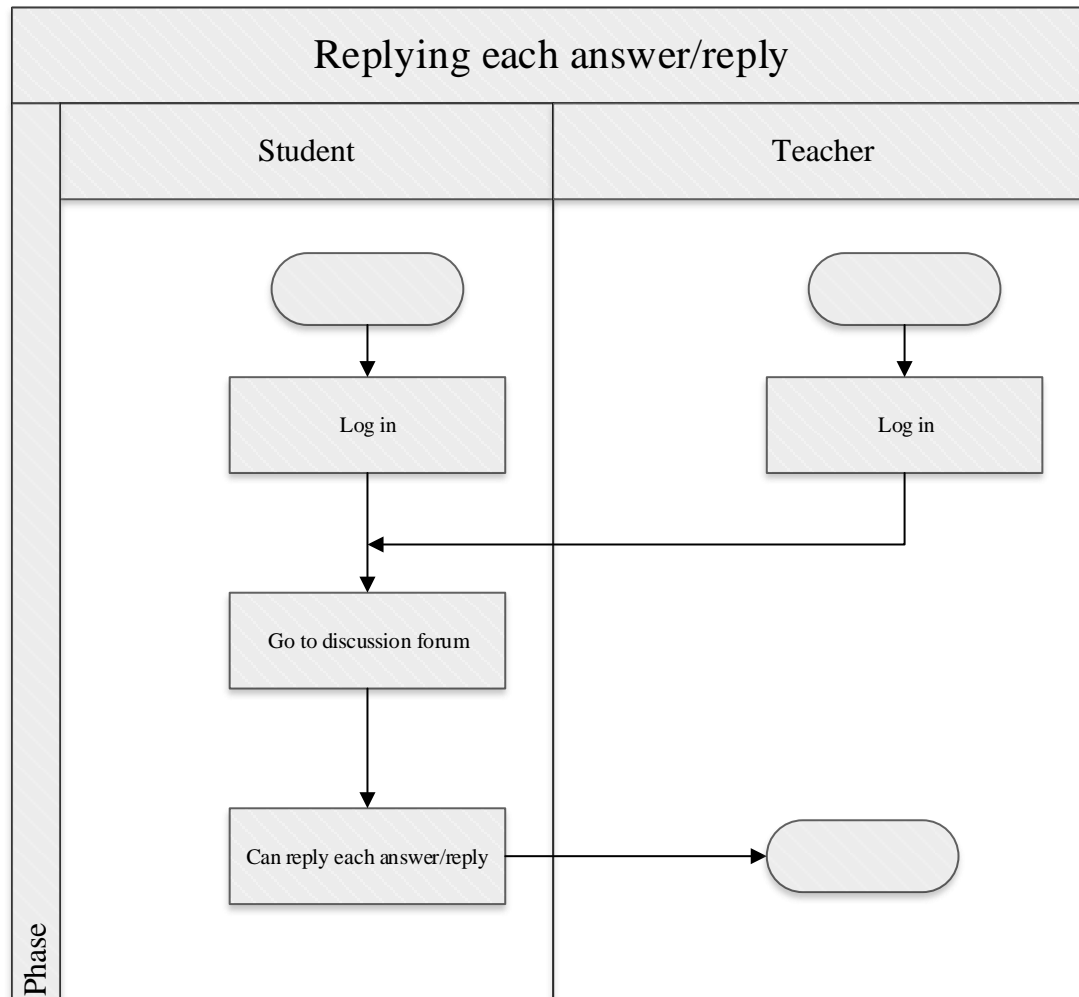 Replying each answer/reply
Student
Teacher
Log in
Log in
Go to discussion forum
Can reply each answer/reply
Phase